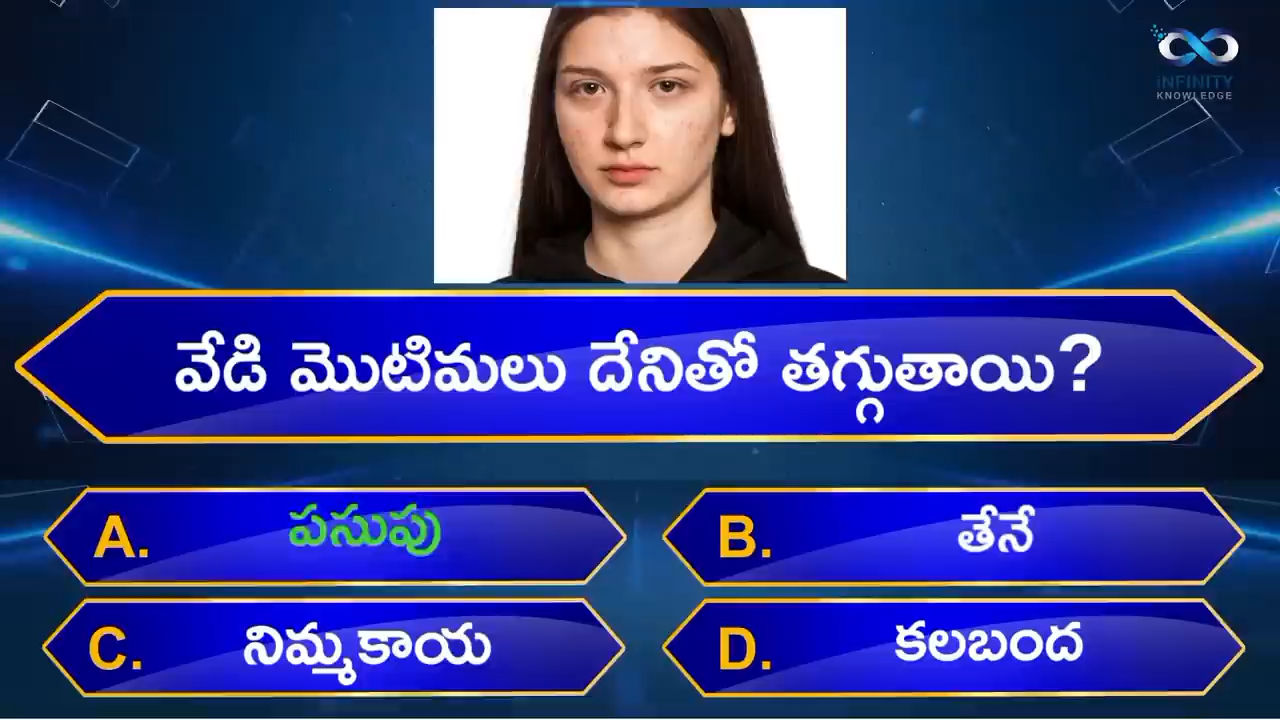 iNFINITY
KNOWLEDGE
వేడి మొటిమలు దేనితో తగ్గుతాయి?
A. పసుపు
B. తేనే
C. నిమ్మకాయ
D. కలబంద